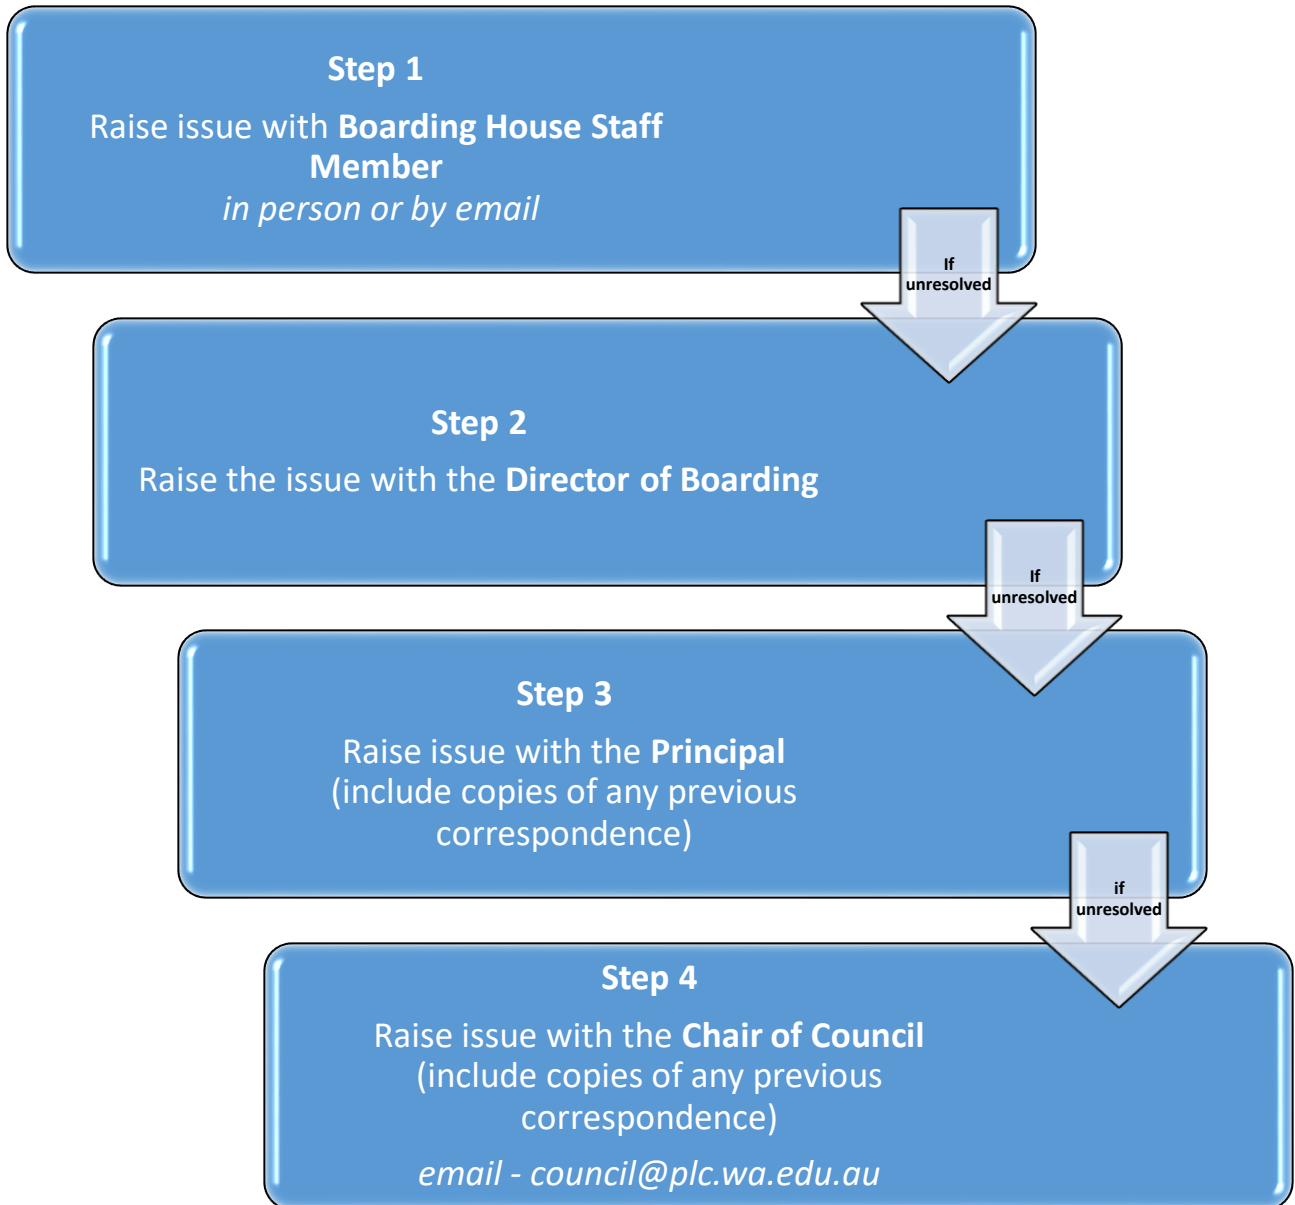 Step 1
Raise issue with Boarding House Staff
Member
in person or by email
If
unresolved
Step 2
Raise the issue with the Director of Boarding
If
unresolved
Step 3
Raise issue with the Principal
(include copies of any previous
correspondence)
if
unresolved
Step 4
Raise issue with the Chair of Council
(include copies of any previous
correspondence)
email - council@plc.wa.edu.au